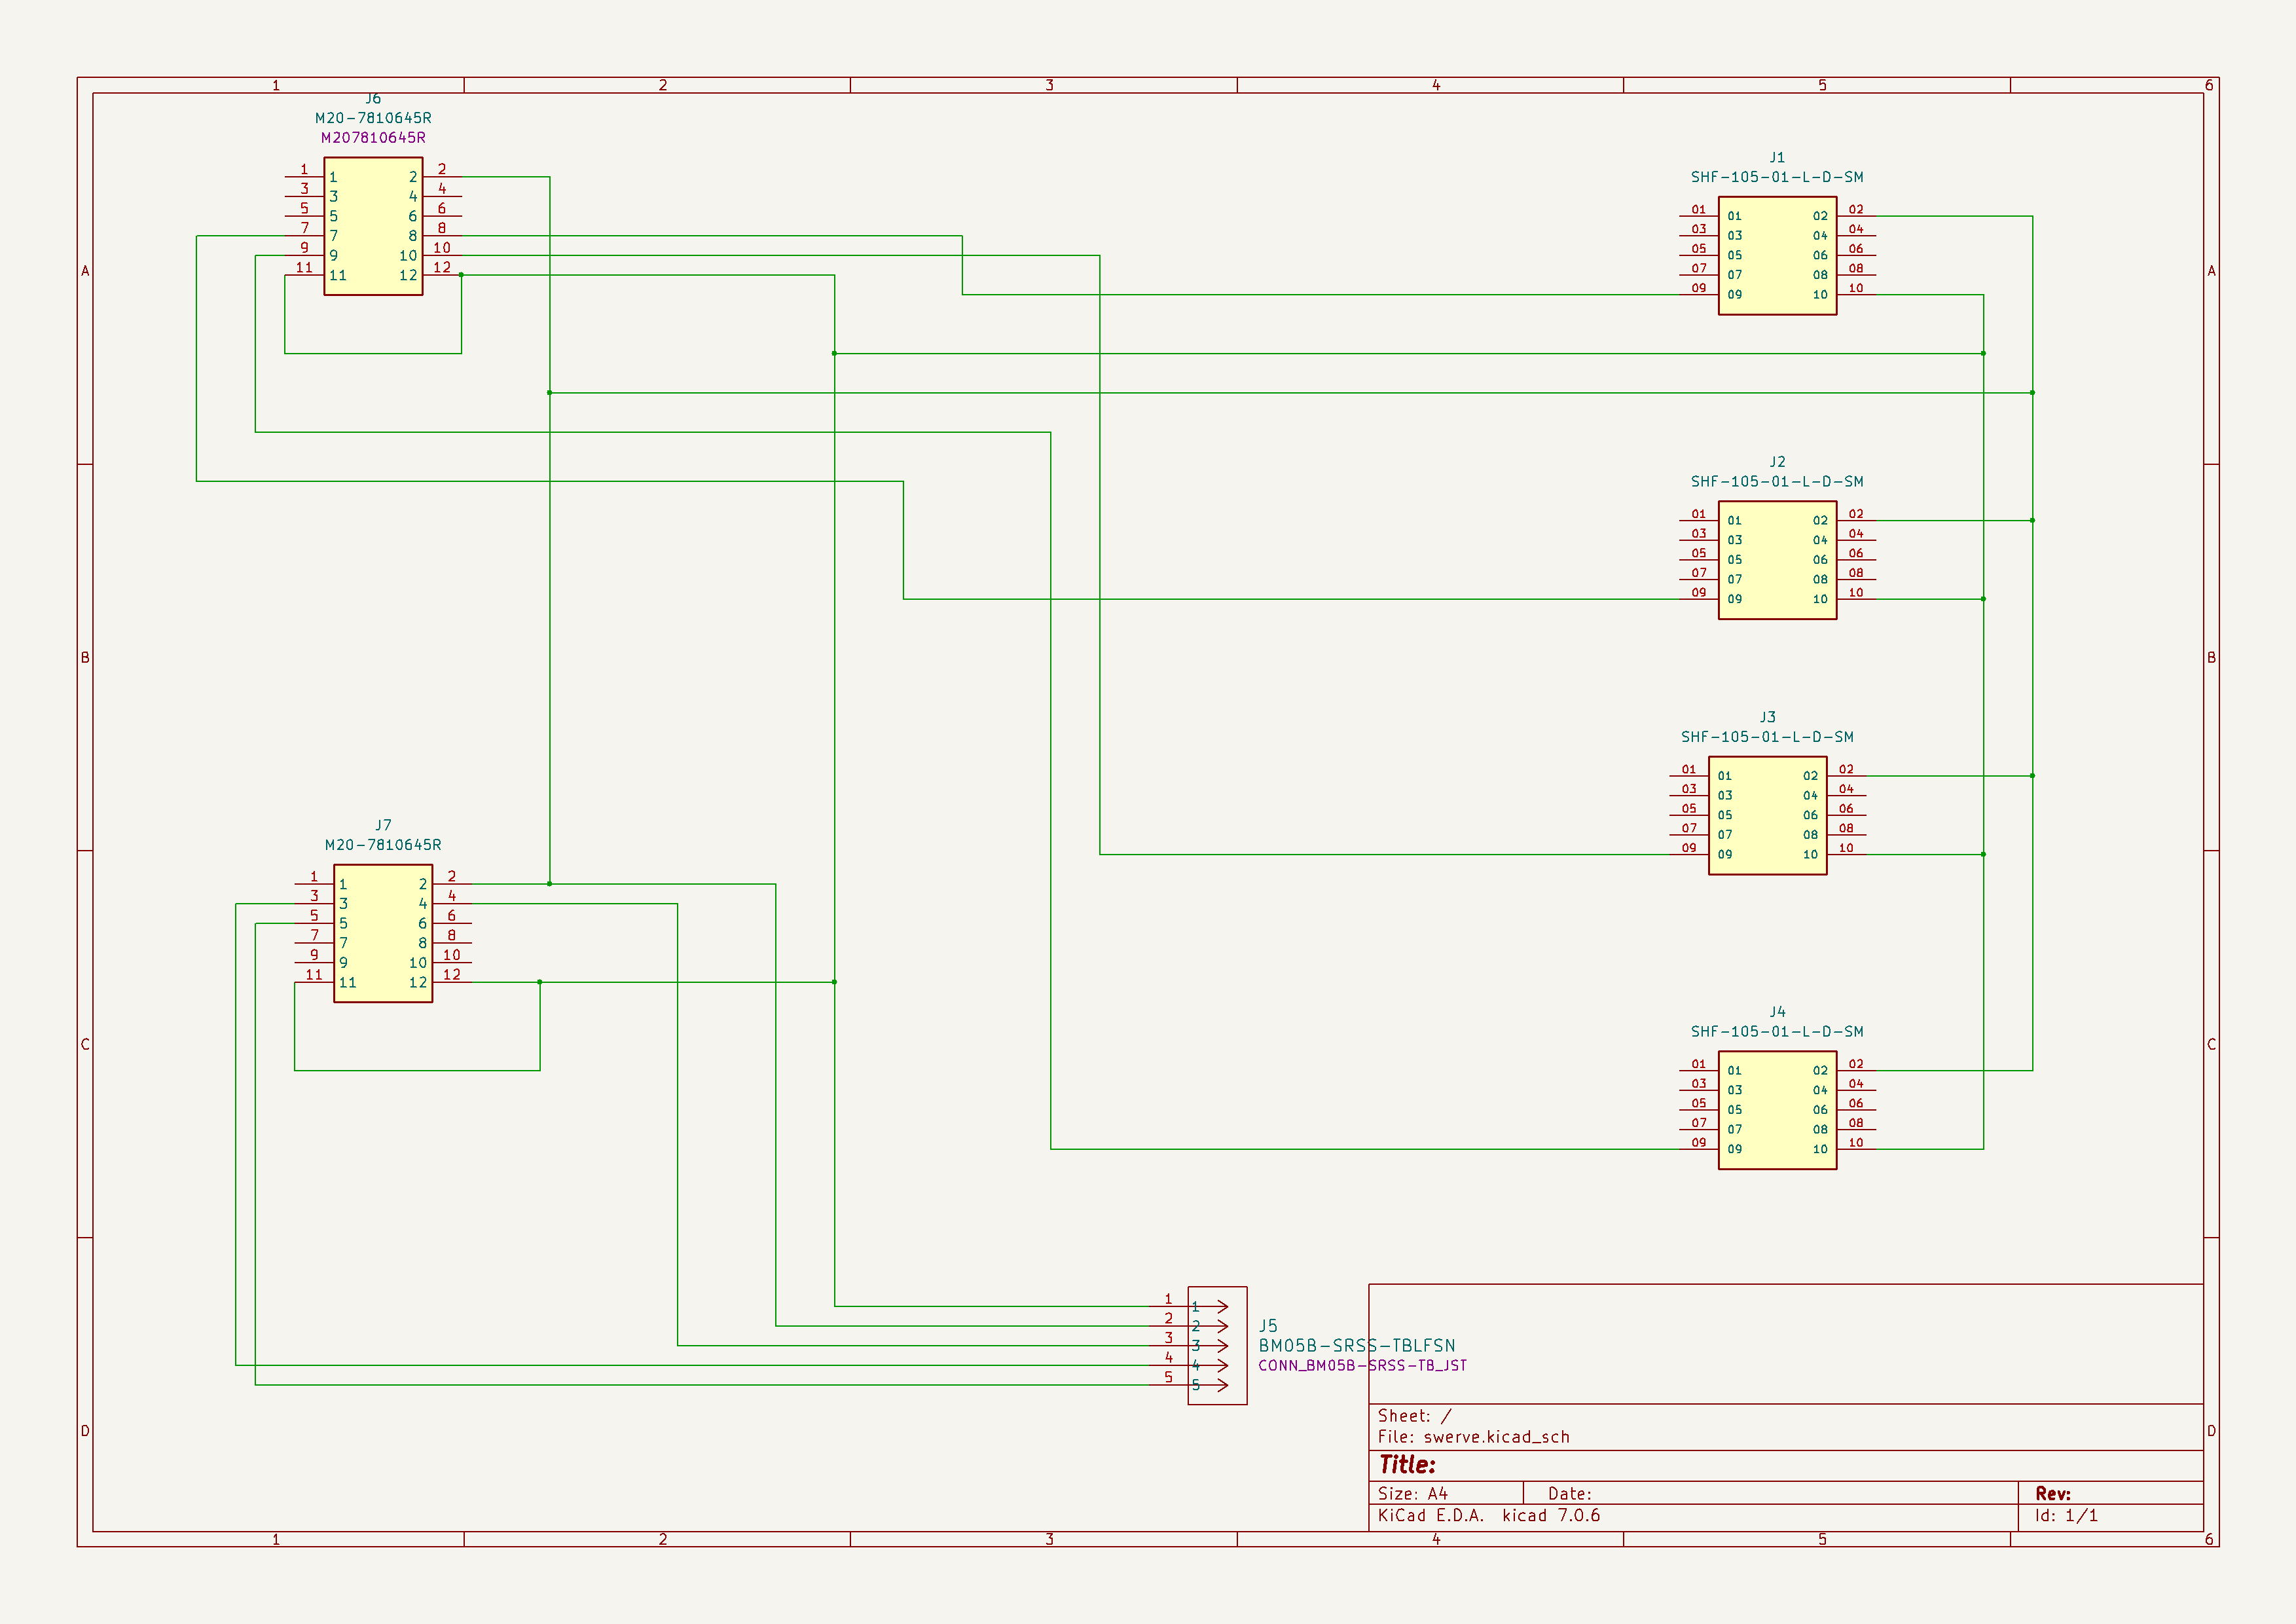 1 2 3 4 5 6
J6
M20-7810645R
M207810645R
1 1 2 2
3 3 4 4
5 5 6 6
7 7 8 8
9 9 10 10
11 11 12 12
J1
SHF-105-01-L-D-SM
01 01 02 02
03 03 04 04
05 05 06 06
07 07 08 08
09 09 10 10
A A
J2
SHF-105-01-L-D-SM
01 01 02 02
03 03 04 04
05 05 06 06
07 07 08 08
09 09 10 10
B B
J3
SHF-105-01-L-D-SM
01 01 02 02
03 03 04 04
05 05 06 06
07 07 08 08
09 09 10 10
J7
M20-7810645R
1 1 2 2
3 3 4 4
5 5 6 6
7 7 8 8
9 9 10 10
11 11 12 12
C C
J4
SHF-105-01-L-D-SM
01 01 02 02
03 03 04 04
05 05 06 06
07 07 08 08
09 09 10 10
1 1
2 2
3 3
4 4
5 5
J5
BM05B-SRSS-TBLFSN
CONN_BM05B-SRSS-TB_JST
D D
Sheet: /
File: swerve.kicad_sch
Title:
Size: A4 Date: Rev:
KiCad E.D.A. kicad 7.0.6 Id: 1/1
1 2 3 4 5 6